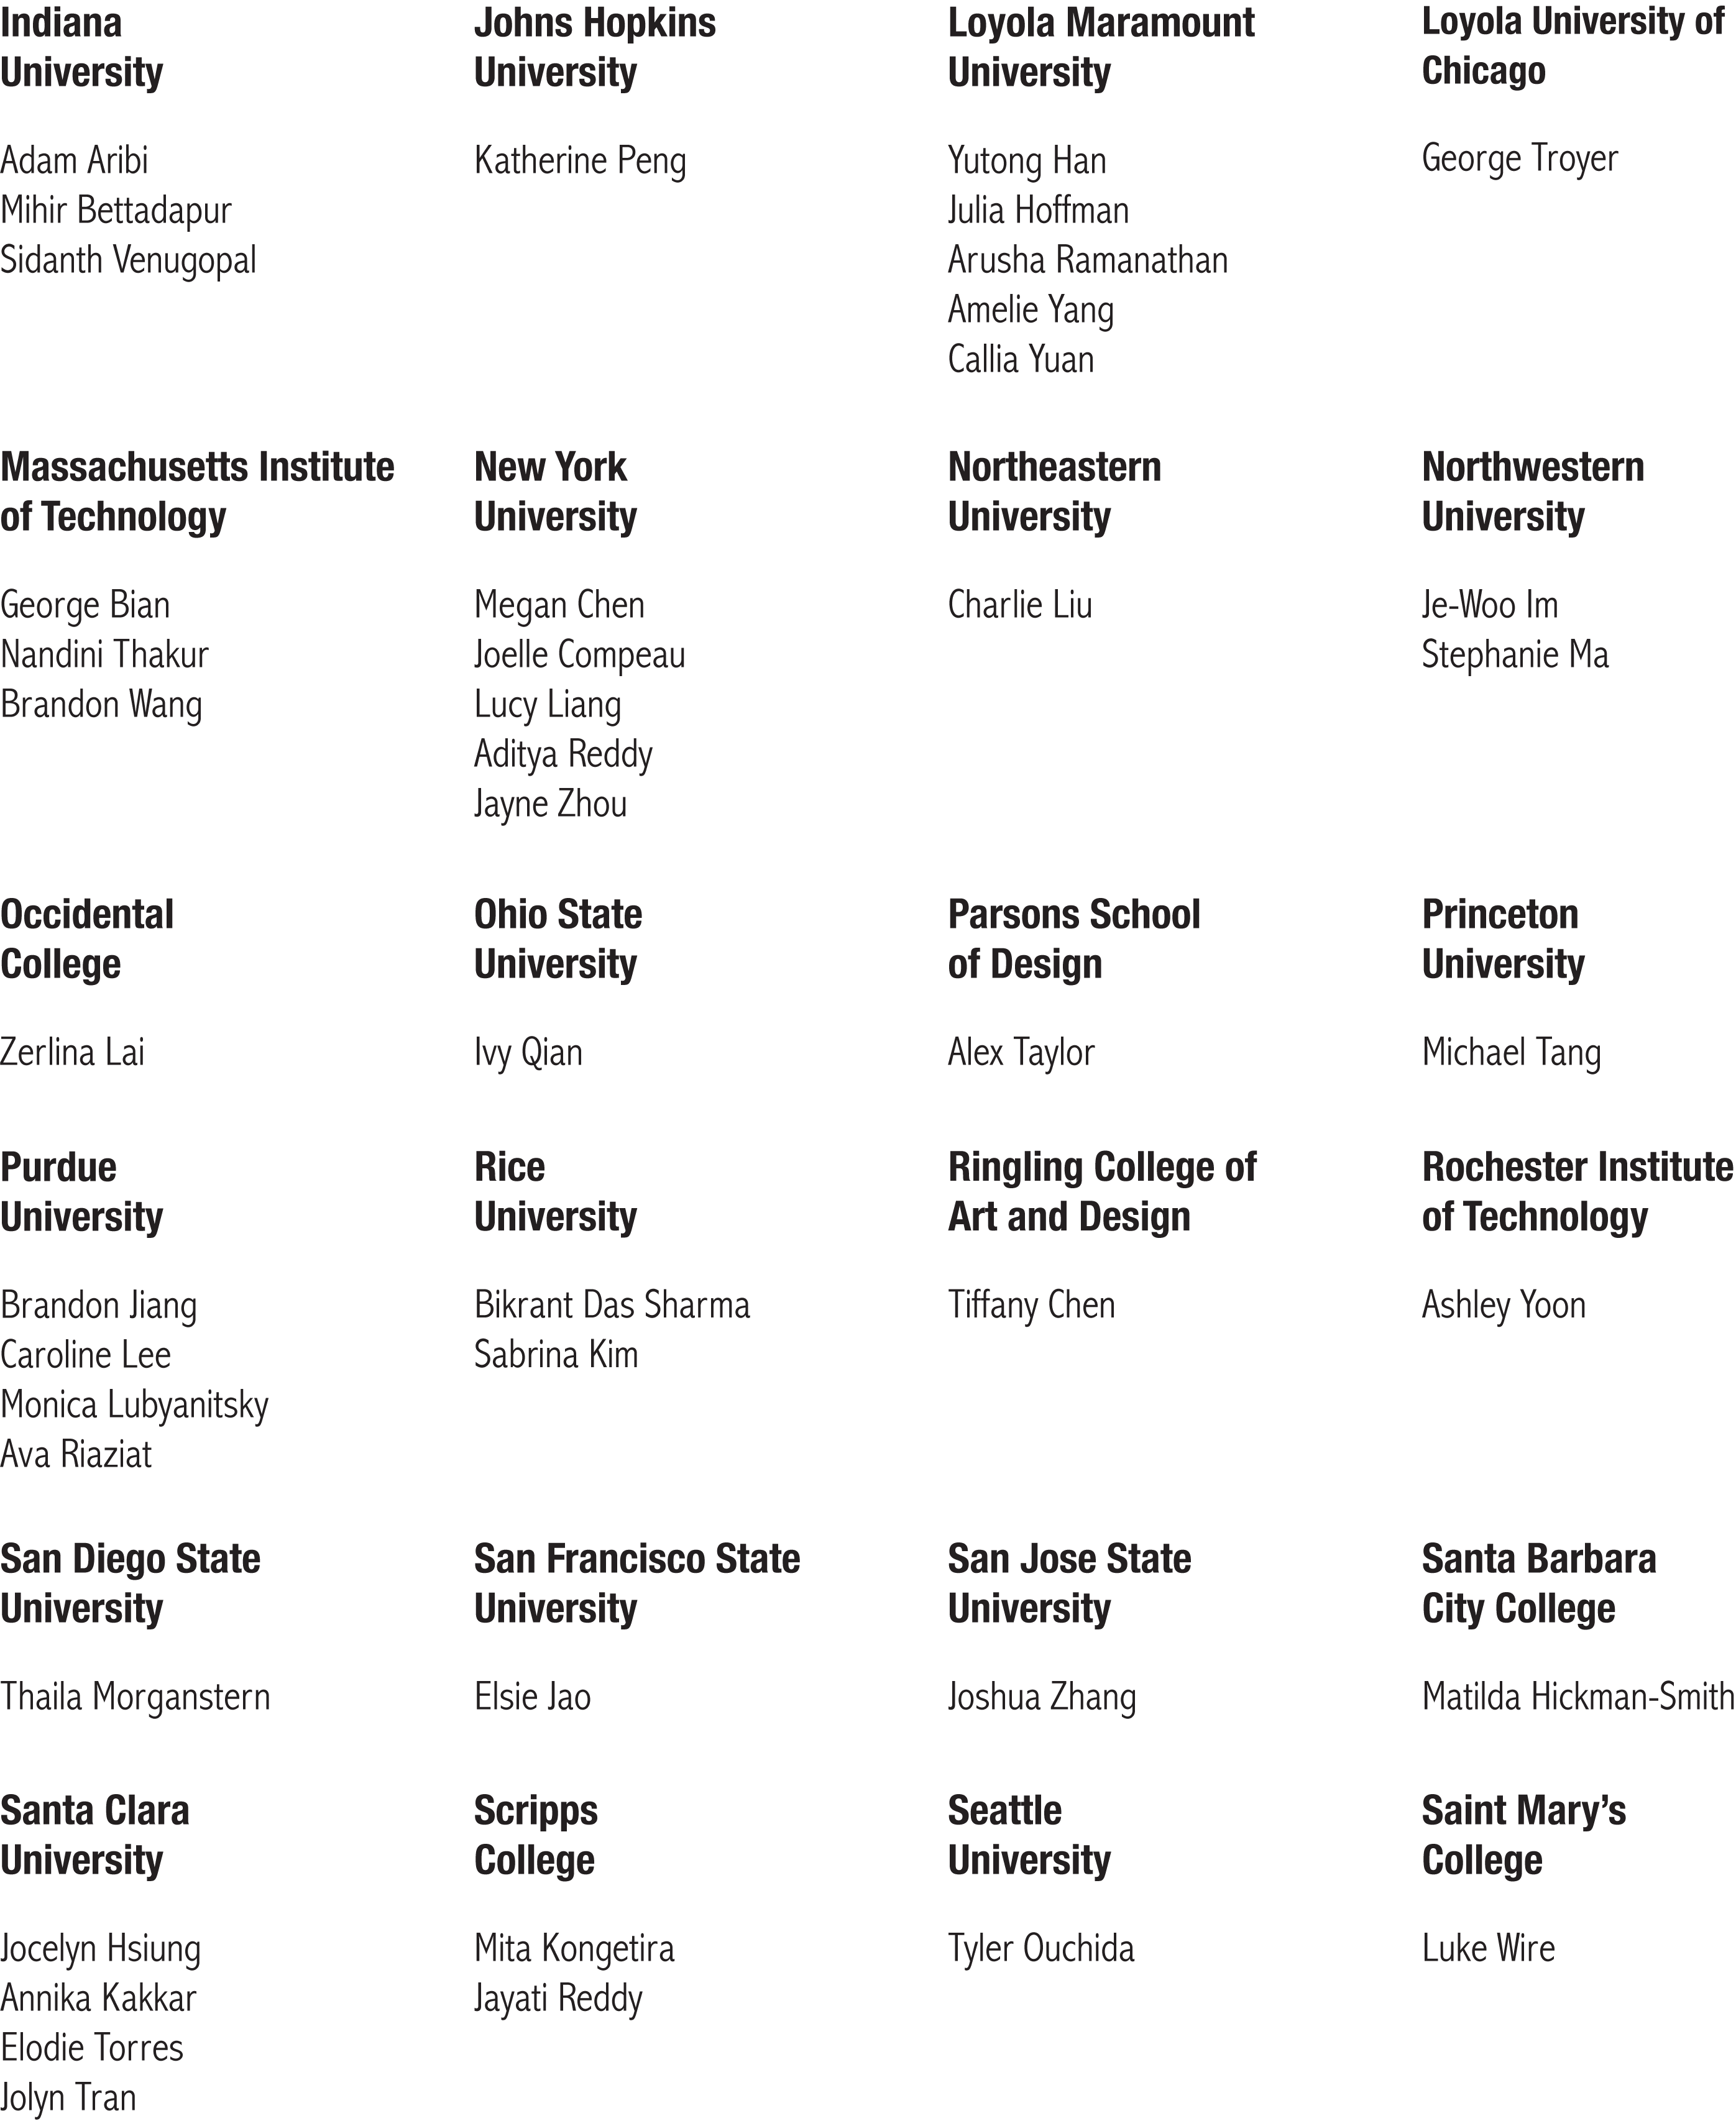 Indiana
University
Adam Aribi
Mihir Bettadapur
Sidanth Venugopal
Johns Hopkins
University
Katherine Peng
Loyola Maramount
University
Yutong Han
Julia Hoffman
Arusha Ramanathan
Amelie Yang
Callia Yuan
Loyola University of
Chicago
George Troyer
Massachusetts Institute
of Technology
George Bian
Nandini Thakur
Brandon Wang
New York
University
Megan Chen
Joelle Compeau
Lucy Liang
Aditya Reddy
Jayne Zhou
Northeastern
University
Charlie Liu
Northwestern
University
Je-Woo Im
Stephanie Ma
Occidental
College
Zerlina Lai
Ohio State
University
Ivy Qian
Parsons School
of Design
Alex Taylor
Princeton
University
Michael Tang
Purdue
University
Brandon Jiang
Caroline Lee
Monica Lubyanitsky
Ava Riaziat
Rice
University
Bikrant Das Sharma
Sabrina Kim
Ringling College of
Art and Design
Tiffany Chen
Rochester Institute
of Technology
Ashley Yoon
San Diego State
University
Thaila Morganstern
San Francisco State
University
Elsie Jao
San Jose State
University
Joshua Zhang
Santa Barbara
City College
Matilda Hickman-Smith
Santa Clara
University
Jocelyn Hsiung
Annika Kakkar
Elodie Torres
Jolyn Tran
Scripps
College
Mita Kongetira
Jayati Reddy
Seattle
University
Tyler Ouchida
Saint Mary’s
College
Luke Wire